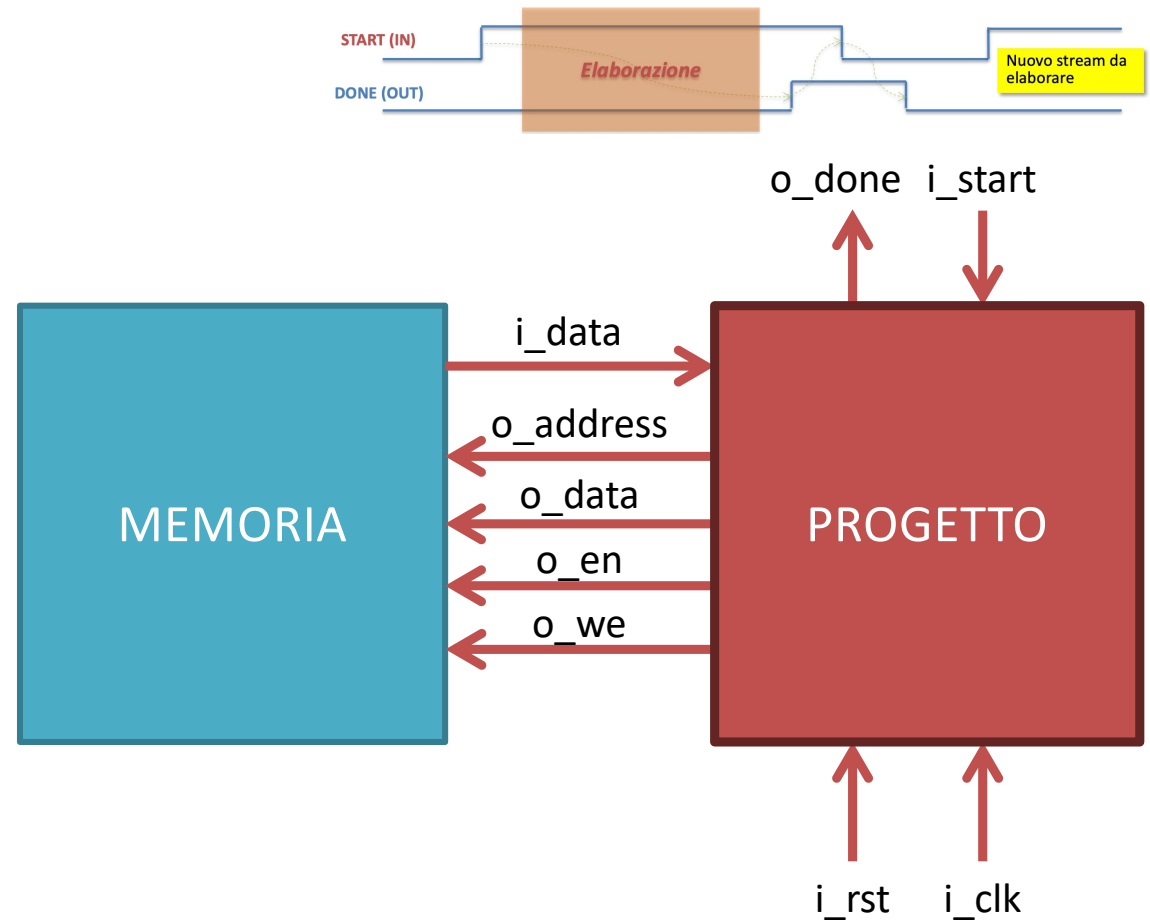 START (IN)
Elaborazione
Nuovo stream da
elaborare
DONE (OUT)
o_done
i_start
i_data
o_address
o_data
o_en
o_we
MEMORIA
PROGETTO
i_rst
i_clk